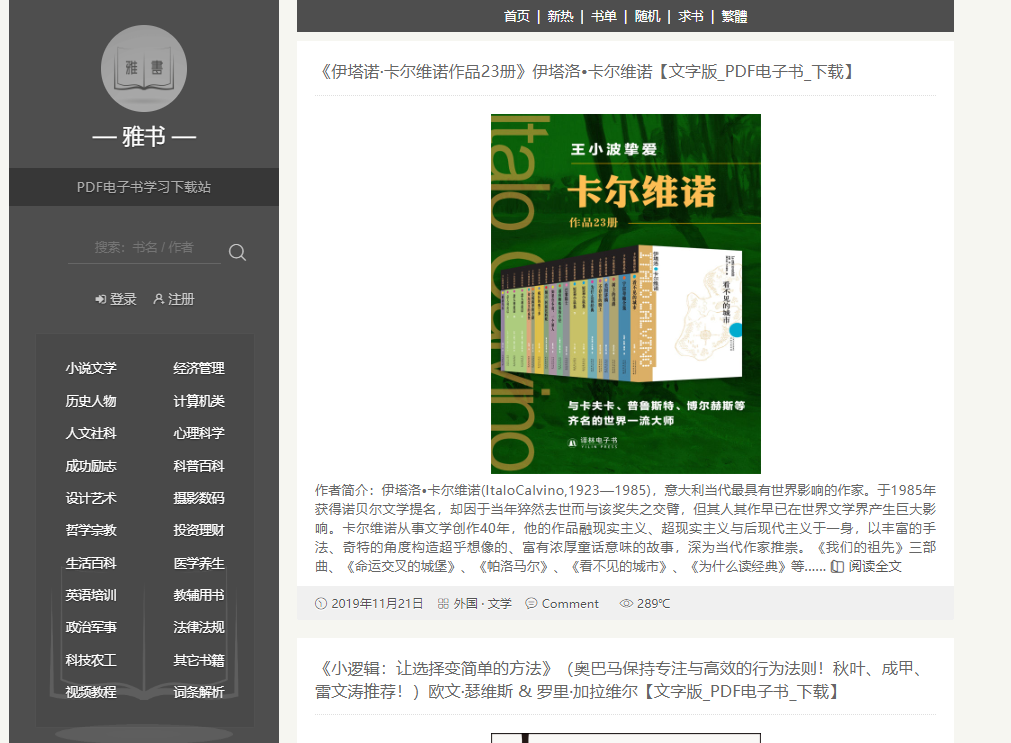 首页 | 新热 | 书单 | 随机 | 求书 | 繁體
雅 書
— 雅书 —
PDF电子书学习下载站
搜索：书名 / 作者
登录 注册
小说文学 经济管理
历史人物 计算机类
人文社科 心理科学
成功励志 科普百科
设计艺术 摄影数码
哲学宗教 投资理财
生活百科 医学养生
英语培训 教辅用书
政治军事 法律法规
科技农工 其它书籍
视频教程 词条解析
《伊塔诺·卡尔维诺作品23册》伊塔洛•卡尔维诺【文字版_PDF电子书_下载】
Italo Calvino
王小波挚爱
卡尔维诺
作品23册
ITALO CALVINO
看不见的城市
与卡夫卡、普鲁斯特、博尔赫斯等
齐名的世界一流大师
译林电子书
YILIN PRESS
作者简介：伊塔洛•卡尔维诺(ItaloCalvino,1923—1985)，意大利当代最具有世界影响的作家。于1985年
获得诺贝尔文学提名，却因于当年猝然去世而与该奖失之交臂，但其人其作早已在世界文学界产生巨大影
响。卡尔维诺从事文学创作40年，他的作品融现实主义、超现实主义与后现代主义于一身，以丰富的手
法、奇特的角度构造超乎想像的、富有浓厚童话意味的故事，深为当代作家推崇。《我们的祖先》三部
曲、《命运交叉的城堡》、《帕洛马尔》、《看不见的城市》、《为什么读经典》等...... 阅读全文
2019年11月21日 外国 · 文学 Comment 289℃
《小逻辑：让选择变简单的方法》（奥巴马保持专注与高效的行为法则！秋叶、成甲、
雷文涛推荐！）欧文·瑟维斯 & 罗里·加拉维尔【文字版_PDF电子书_下载】